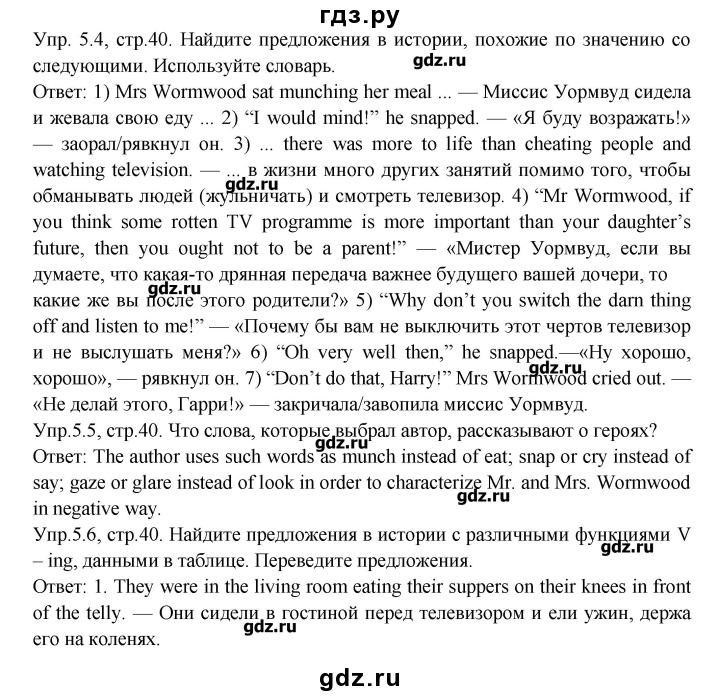 гдз.ру
Упр. 5.4, стр.40. Найдите предложения в истории, похожие по значению со
gdz.ru
следующими. Используйте словарь.
Ответ: 1) Mrs Wormwood sat munching her meal ... — Миссис Уормвуд сидела
и жевала свою еду ... 2) “I would mind!” he snapped. — «Я буду возражать!»
— заорал/рявкнул он. 3) ... there was more to life than cheating people and
watching television. — ... в жизни много других занятий помимо того, чтобы
gdz.ru
обманывать людей (жульничать) и смотреть телевизор. 4) “Mr Wormwood, if
you think some rotten TV programme is more important than your daughter’s
future, then you ought not to be a parent!” — «Мистер Уормвуд, если вы
думаете, что какая-то дрянная передача важнее будущего вашей дочери, то
gdz.ru
какие же вы после этого родители?» 5) “Why don’t you switch the darn thing
off and listen to me!” — «Почему бы вам не выключить этот чертов телевизор
и не выслушать меня?» 6) “Oh very well then,” he snapped.—«Ну хорошо,
gdz.ru
хорошо», — рявкнул он. 7) “Don’t do that, Harry!” Mrs Wormwood cried out. —
«Не делай этого, Гарри!» — закричала/завопила миссис Уормвуд.
Упр.5.5, стр.40. Что слова, которые выбрал автор, рассказывают о героях?
gdz.ru
Ответ: The author uses such words as munch instead of eat; snap or cry instead of
say; gaze or glare instead of look in order to characterize Mr. and Mrs. Wormwood
gdz.ru
in negative way.
Упр.5.6, стр.40. Найдите предложения в истории с различными функциями V
gdz.ru
– ing, данными в таблице. Переведите предложения.
Ответ: 1. They were in the living room eating their suppers on their knees in front
of the telly. — Они сидели в гостиной перед телевизором и ели ужин, держа
gdz.ru
его на коленях.
gdz.ru